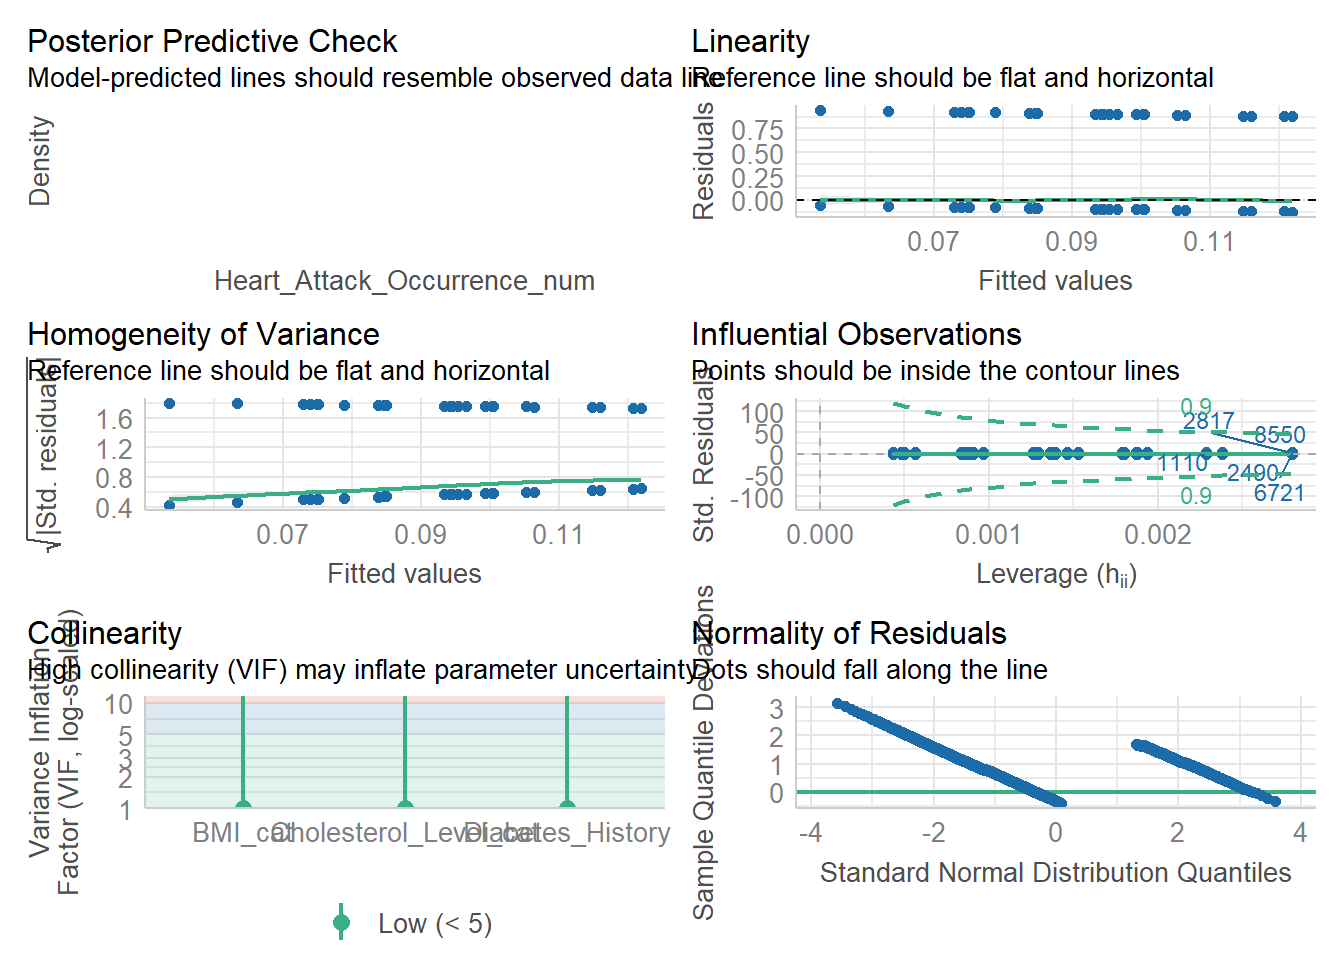 Posterior Predictive Check
Model-predicted lines should resemble observed data line
Density
Heart_Attack_Occurrence_num
Linearity
Reference line should be flat and horizontal
Residuals
0.75
0.50
0.25
0.00
0.07 0.09 0.11
Fitted values
Homogeneity of Variance
Reference line should be flat and horizontal
√|Std. residuals|
1.6
1.2
0.8
0.4
0.07 0.09 0.11
Fitted values
Influential Observations
Points should be inside the contour lines
Std. Residuals
100
50
0
-50
-100
0.9
2817
8550
1110
2490
6721
0.9
0.000 0.001 0.002
Leverage (hii)
Collinearity
High collinearity (VIF) may inflate parameter uncertainty
Variance Inflation
Factor (VIF, log-scaled)
10
5
3
2
1
BMI_cat Cholesterol_Level_cat Diabetes_History
Low (< 5)
Normality of Residuals
Dots should fall along the line
Sample Quantile Deviations
3
2
1
0
-4 -2 0 2 4
Standard Normal Distribution Quantiles